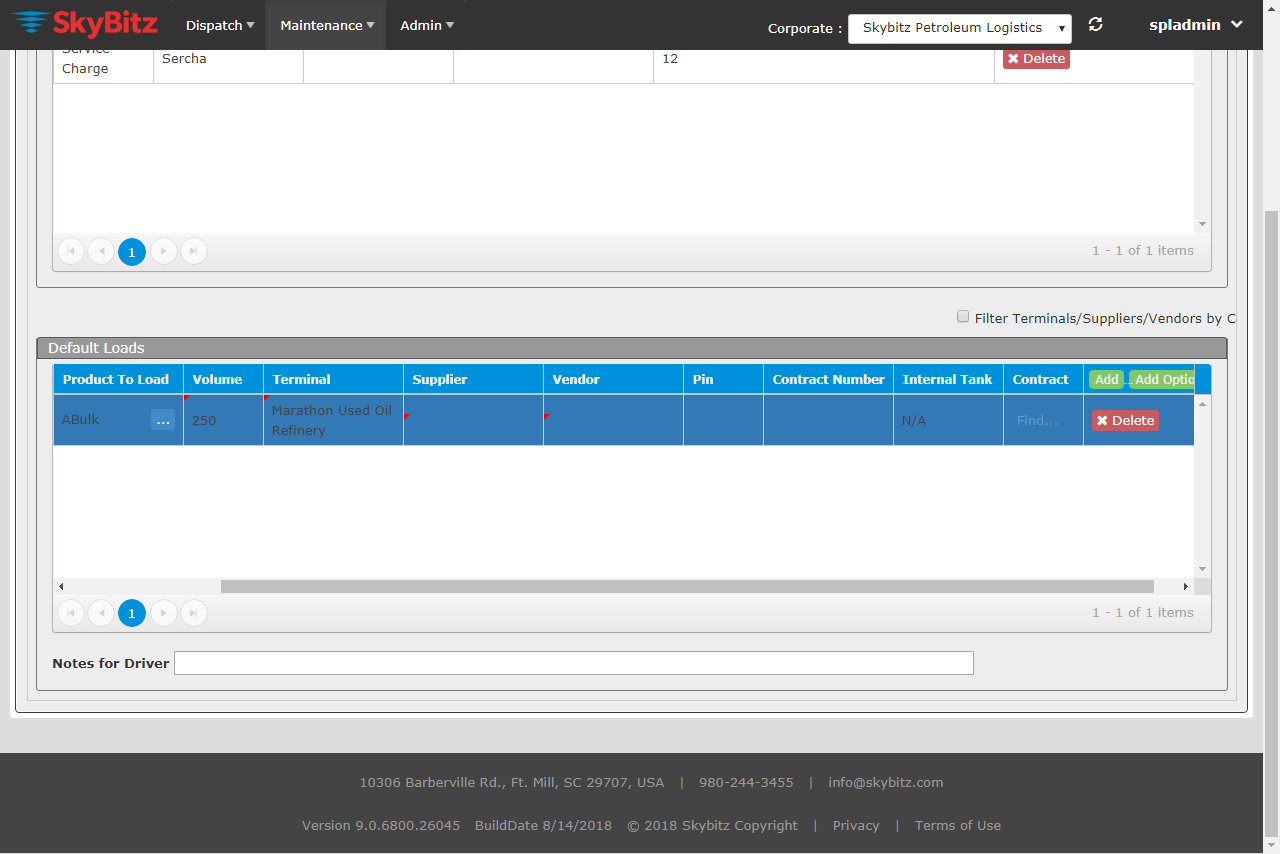 SkyBitz Dispatch Maintenance Admin Corporate : Skybitz Petroleum Logistics spladmin
Service
Charge Sercha 12 Delete
1 1 - 1 of 1 items
Filter Terminals/Suppliers/Vendors by C
Default Loads
Product To Load Volume Terminal Supplier Vendor Pin Contract Number Internal Tank Contract Add ... Add Optio
ABulk ... 250 Marathon Used Oil
Refinery N/A Find... Delete
1 1 - 1 of 1 items
Notes for Driver
10306 Barberville Rd., Ft. Mill, SC 29707, USA | 980-244-3455 | info@skybitz.com
Version 9.0.6800.26045 BuildDate 8/14/2018 © 2018 Skybitz Copyright | Privacy | Terms of Use